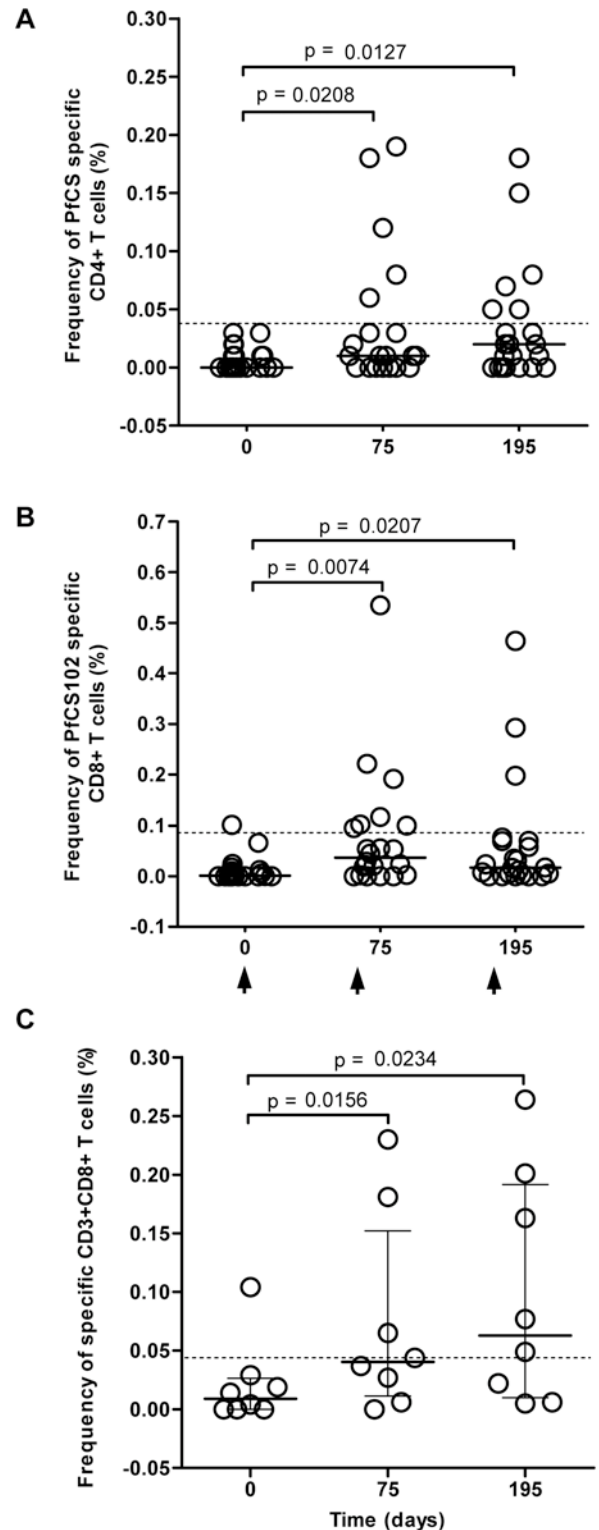 A
Frequency of PfCS specific
CD4+ T cells (%)
0.30
0.25
0.20
0.15
0.10
0.05
0.00
-0.05
p = 0.0127
p = 0.0208
0 75 195
B
Frequency of PfCS102 specific
CD8+ T cells (%)
0.7
0.6
0.5
0.4
0.3
0.2
0.1
0.0
-0.1
p = 0.0207
p = 0.0074
0 75 195
C
Frequency of specific CD3+CD8+ T cells (%)
0.30
0.25
0.20
0.15
0.10
0.05
0.00
-0.05
p = 0.0234
p = 0.0156
0 75 195
Time (days)